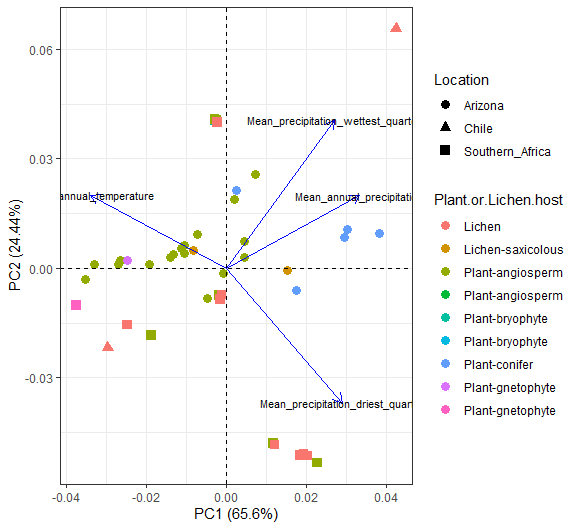 0.06
0.03
0.00
-0.03
PC2 (24.44%)
Mean_precipitation_wettest_quart
annual_temperature
Mean_annual_precipitati
Mean_precipitation_driest_quar
-0.04
-0.02
0.00
0.02
0.04
PC1 (65.6%)
Location
Arizona
Chile
Southern_Africa
Plant.or.Lichen.host
Lichen
Lichen-saxicolous
Plant-angiosperm
Plant-angiosperm
Plant-bryophyte
Plant-bryophyte
Plant-conifer
Plant-gnetophyte
Plant-gnetophyte